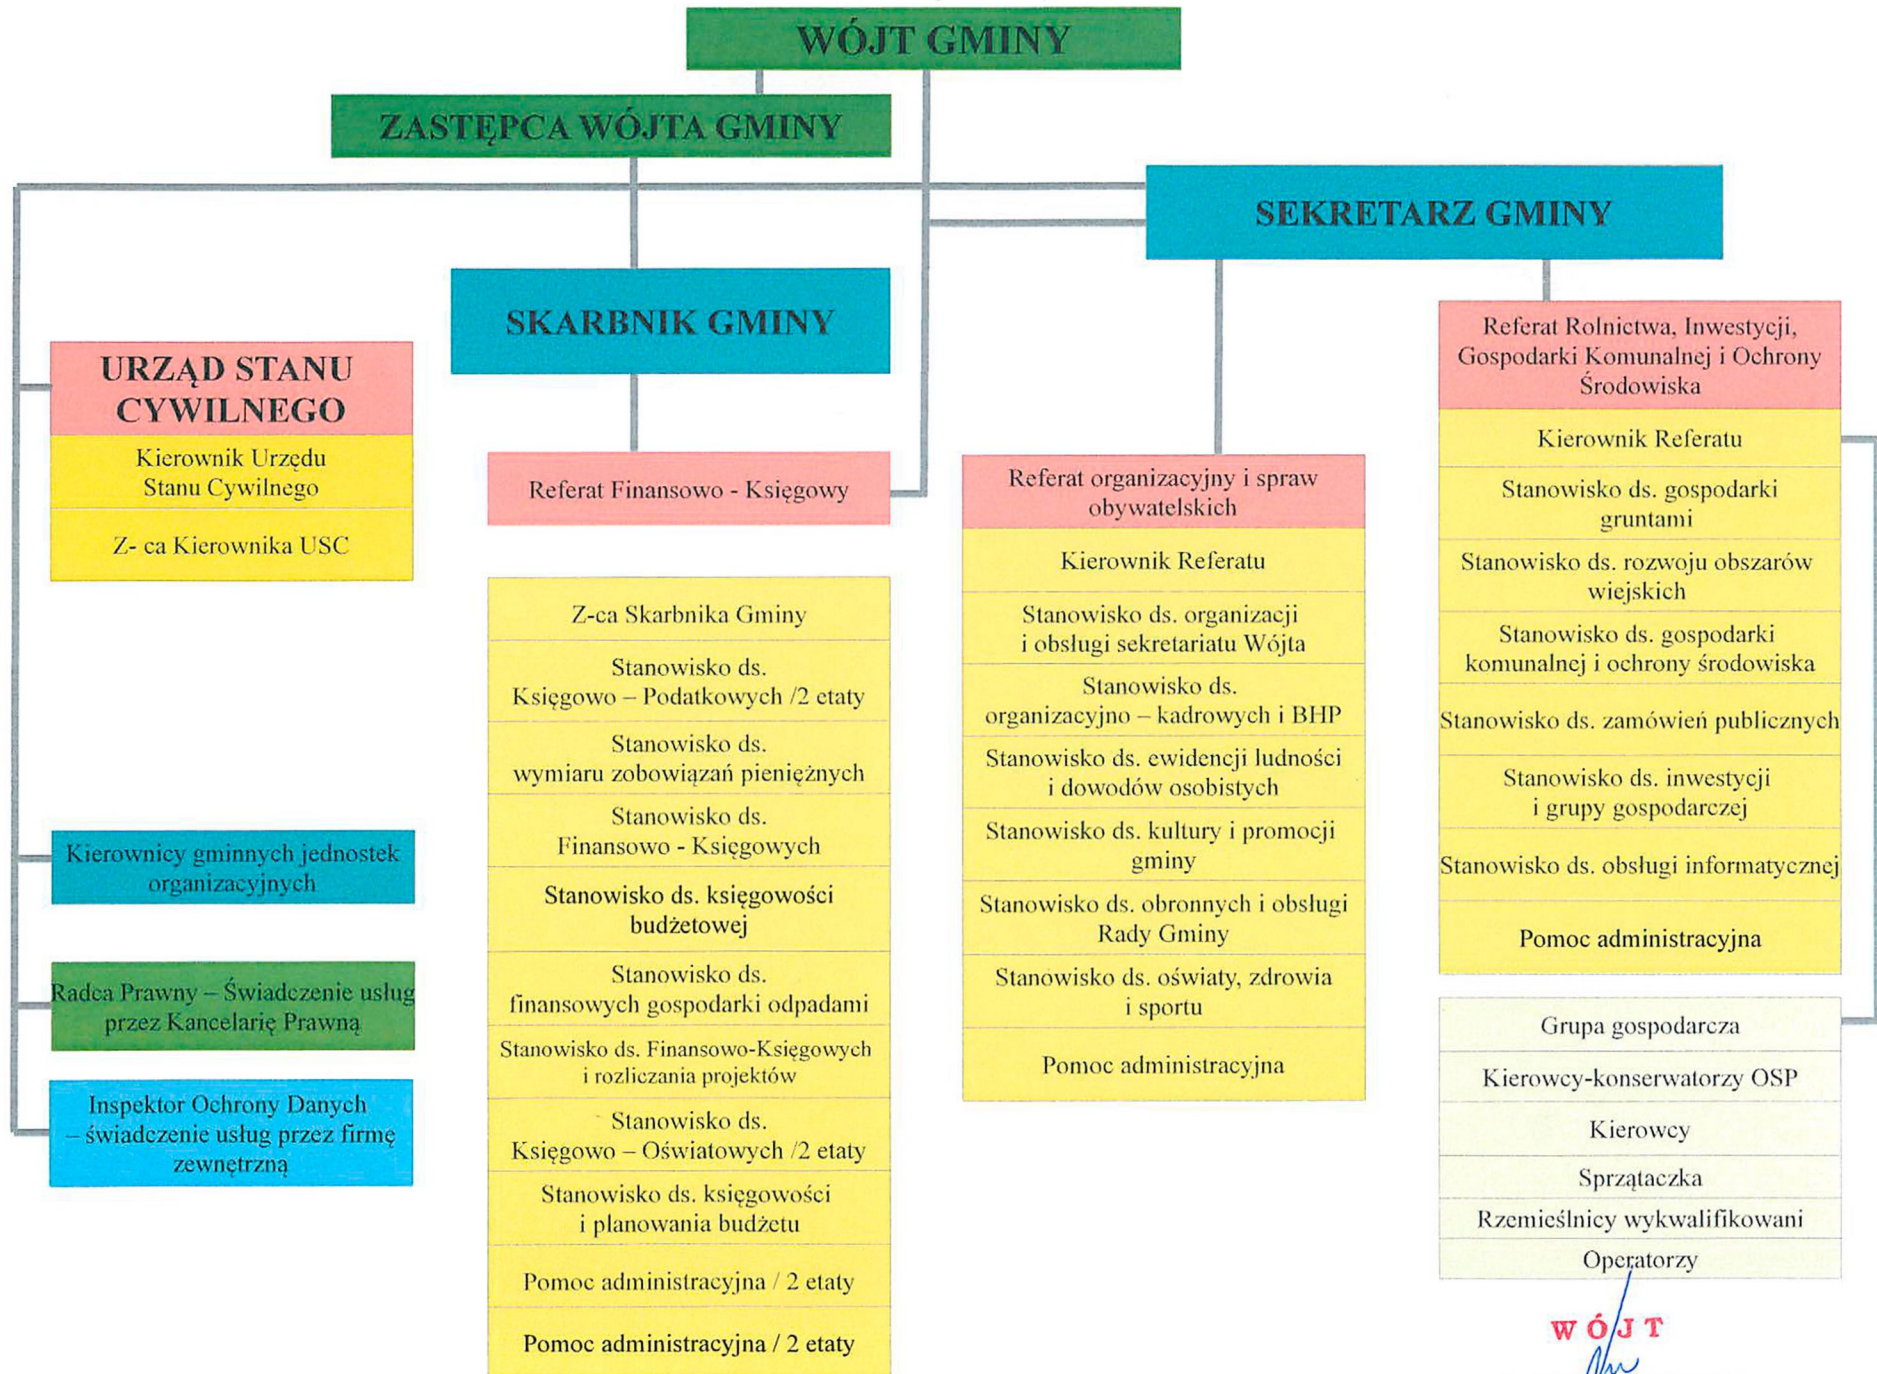 WÓJT GMINY
ZASTĘPCA WÓJTA GMINY
SEKRETARZ GMINY
SKARBNIK GMINY
URZĄD STANU
CYWILNEGO
Kierownik Urzędu
Stanu Cywilnego
Z- ca Kierownika USC
Kierownicy gminnych jednostek
organizacyjnych
Radca Prawny – Świadczenie usług
przez Kancelarię Prawną
Inspektor Ochrony Danych
– świadczenie usług przez firmę
zewnętrzną
Referat Finansowo - Księgowy
Z-ca Skarbnika Gminy
Stanowisko ds.
Księgowo – Podatkowych /2 etaty
Stanowisko ds.
wymiaru zobowiązań pieniężnych
Stanowisko ds.
Finansowo - Księgowych
Stanowisko ds. księgowości
budżetowej
Stanowisko ds.
finansowych gospodarki odpadami
Stanowisko ds. Finansowo-Księgowych
i rozliczania projektów
Stanowisko ds.
Księgowo – Oświatowych /2 etaty
Stanowisko ds. księgowości
i planowania budżetu
Pomoc administracyjna / 2 etaty
Pomoc administracyjna / 2 etaty
Referat organizacyjny i spraw
obywatelskich
Kierownik Referatu
Stanowisko ds. organizacji
i obsługi sekretariatu Wójta
Stanowisko ds.
organizacyjno – kadrowych i BHP
Stanowisko ds. ewidencji ludności
i dowodów osobistych
Stanowisko ds. kultury i promocji
gminy
Stanowisko ds. obronnych i obsługi
Rady Gminy
Stanowisko ds. oświaty, zdrowia
i sportu
Pomoc administracyjna
Referat Rolnictwa, Inwestycji,
Gospodarki Komunalnej i Ochrony
Środowiska
Kierownik Referatu
Stanowisko ds. gospodarki
gruntami
Stanowisko ds. rozwoju obszarów
wiejskich
Stanowisko ds. gospodarki
komunalnej i ochrony środowiska
Stanowisko ds. zamówień publicznych
Stanowisko ds. inwestycji
i grupy gospodarczej
Stanowisko ds. obsługi informatycznej
Pomoc administracyjna
Grupa gospodarcza
Kierowcy-konserwatorzy OSP
Kierowcy
Sprzątaczka
Rzemieślnicy wykwalifikowani
Operatorzy
WÓJT